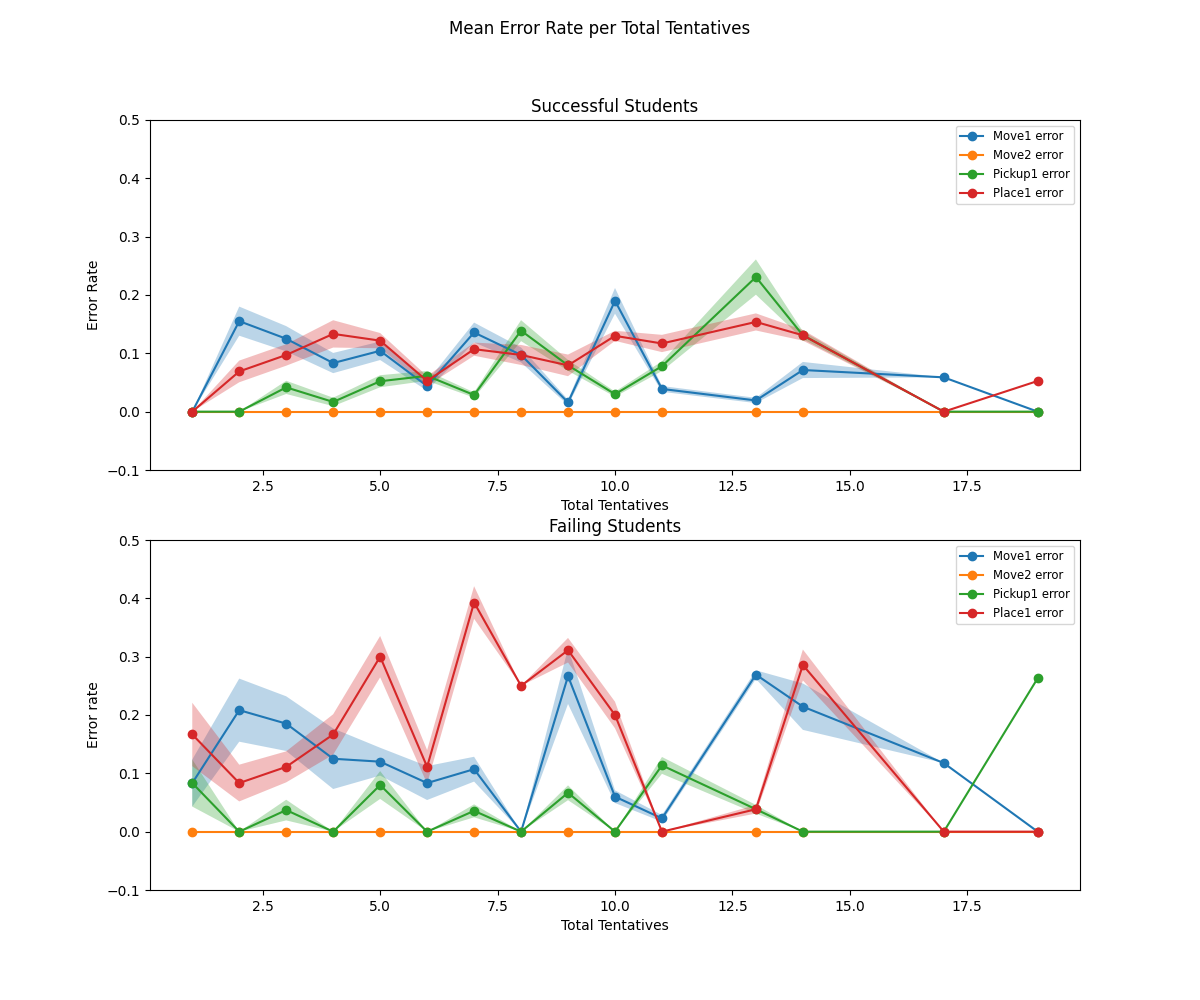 Mean Error Rate per Total Tentatives
Successful Students
0.5
0.4
0.3
0.2
0.1
0.0
−0.1
Error Rate
Move1 error
Move2 error
Pickup1 error
Place1 error
2.5 5.0 7.5 10.0 12.5 15.0 17.5
Total Tentatives
Failing Students
0.5
0.4
0.3
0.2
0.1
0.0
−0.1
Error rate
Move1 error
Move2 error
Pickup1 error
Place1 error
2.5 5.0 7.5 10.0 12.5 15.0 17.5
Total Tentatives